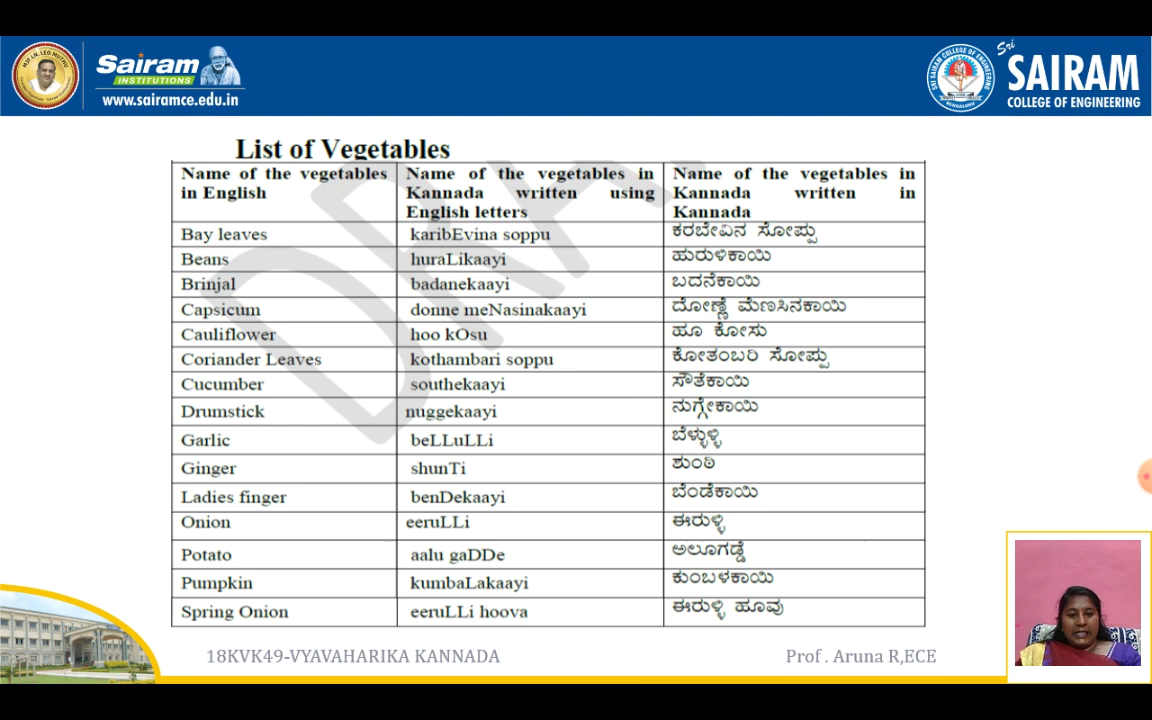 Sairam
INSTITUTIONS
www.sairamce.edu.in
Sri
SAIRAM
COLLEGE OF ENGINEERING
List of Vegetables
Name of the vegetables in English
Name of the vegetables in Kannada written using English letters
Name of the vegetables in Kannada written in Kannada
Bay leaves karibEvina soppu ಕರಬೇವಿನ ಸೋಪ್ಪು
Beans huraLikaayi ಹುರುಳಿಕಾಯಿ
Brinjal badanekaayi ಬದನೆಕಾಯಿ
Capsicum donne meNasinakaayi ದೋಣ್ಣೆ ಮೆಣಸಿನಕಾಯಿ
Cauliflower hoo kOsu ಹೂ ಕೋಸು
Coriander Leaves kothambari soppu ಕೋತಂಬರಿ ಸೋಪ್ಪು
Cucumber southekaayi ಸೌತೆಕಾಯಿ
Drumstick nuggekaayi ನುಗ್ಗೇಕಾಯಿ
Garlic beLLuLLi ಬೆಳ್ಳುಳ್ಳಿ
Ginger shunTi ಶುಂಠಿ
Ladies finger benDekaayi ಬೆಂಡೆಕಾಯಿ
Onion eeruLLi ಈರುಳ್ಳಿ
Potato aalu gaDDe ಅಲೂಗಡ್ಡೆ
Pumpkin kumbaLakaayi ಕುಂಬಳಕಾಯಿ
Spring Onion eeruLLi hoova ಈರುಳ್ಳಿ ಹೂವು
18KVK49-VYAVAHARIKA KANNADA
Prof . Aruna R,ECE